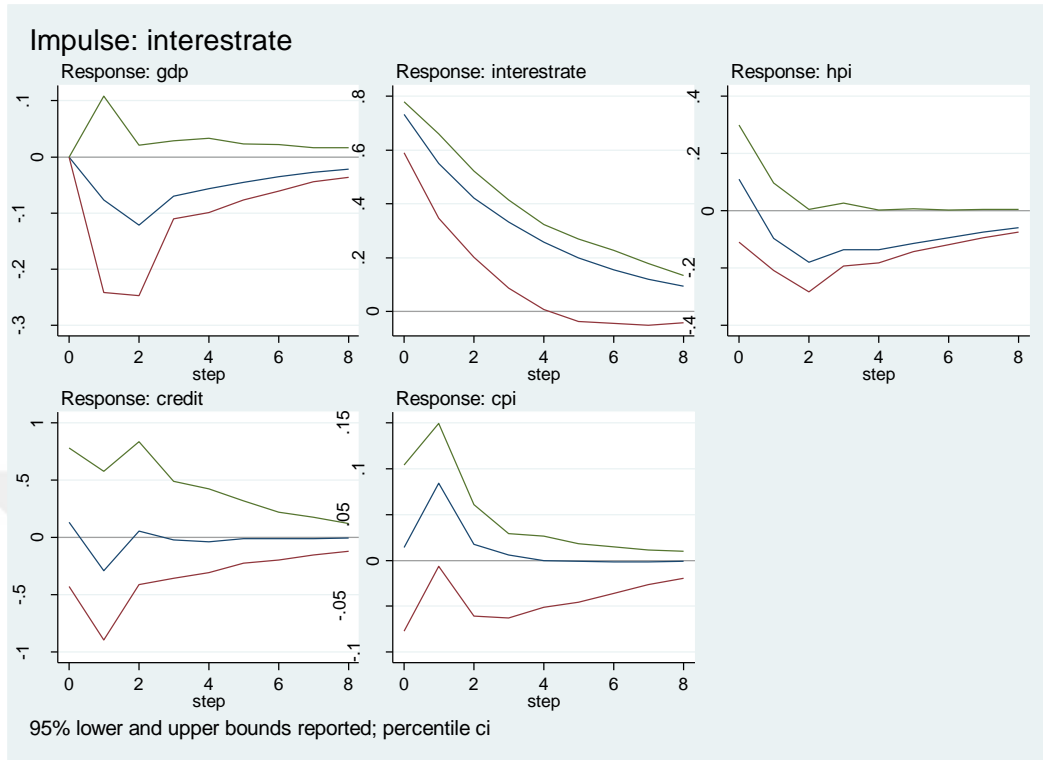 Impulse: interestrate
Response: gdp
.1
0
-.1
-.2
-.3
0 2 4 6 8
step
Response: interestrate
.8
.6
.4
.2
0
0 2 4 6 8
step
Response: hpi
.4
.2
0
-.2
-.4
0 2 4 6 8
step
Response: credit
1
.5
0
-.5
-1
0 2 4 6 8
step
Response: cpi
.15
.1
.05
0
-.05
-.1
0 2 4 6 8
step
95% lower and upper bounds reported; percentile ci